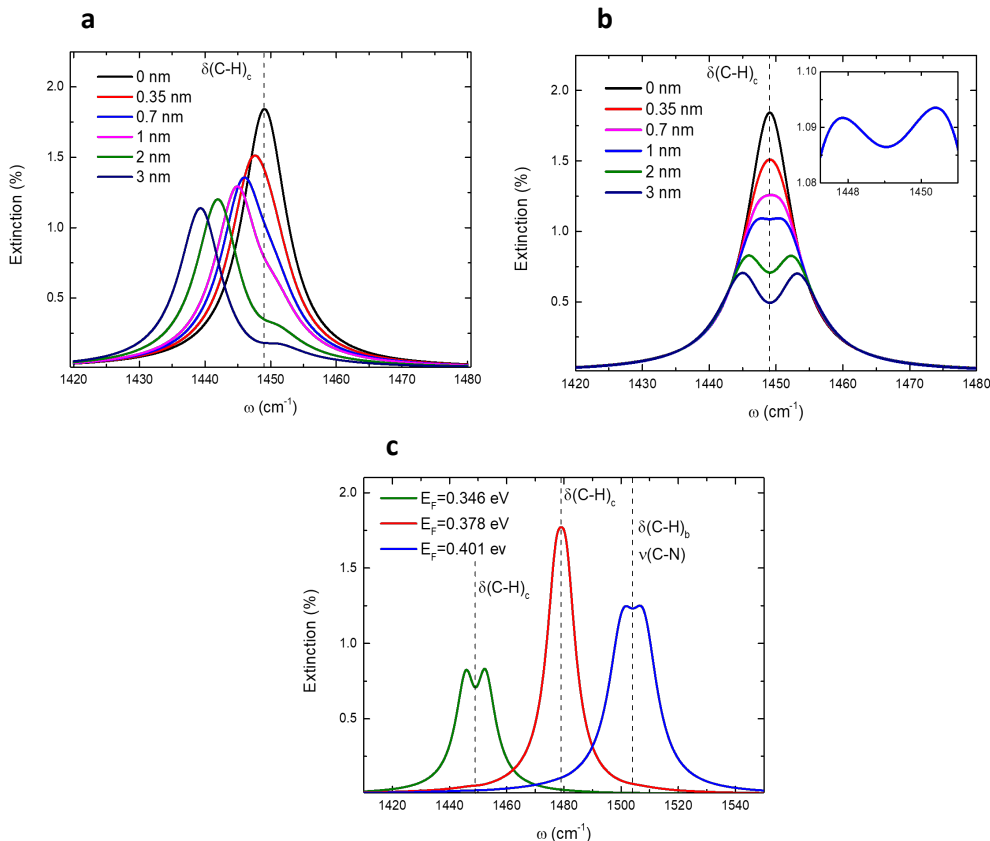 a
δ(C-H)c
0 nm
0.35 nm
0.7 nm
1 nm
2 nm
3 nm
2.0
1.5
1.0
0.5
Extinction (%)
1420 1430 1440 1450 1460 1470 1480
ω (cm-1)
b
δ(C-H)c
0 nm
0.35 nm
0.7 nm
1 nm
2 nm
3 nm
1.10
1.09
1.08
1448 1450
2.0
1.5
1.0
0.5
Extinction (%)
1420 1430 1440 1450 1460 1470 1480
ω (cm-1)
c
EF=0.346 eV
EF=0.378 eV
EF=0.401 ev
δ(C-H)c
δ(C-H)b
ν(C-N)
δ(C-H)c
2.0
1.5
1.0
0.5
Extinction (%)
1420 1440 1460 1480 1500 1520 1540
ω (cm-1)